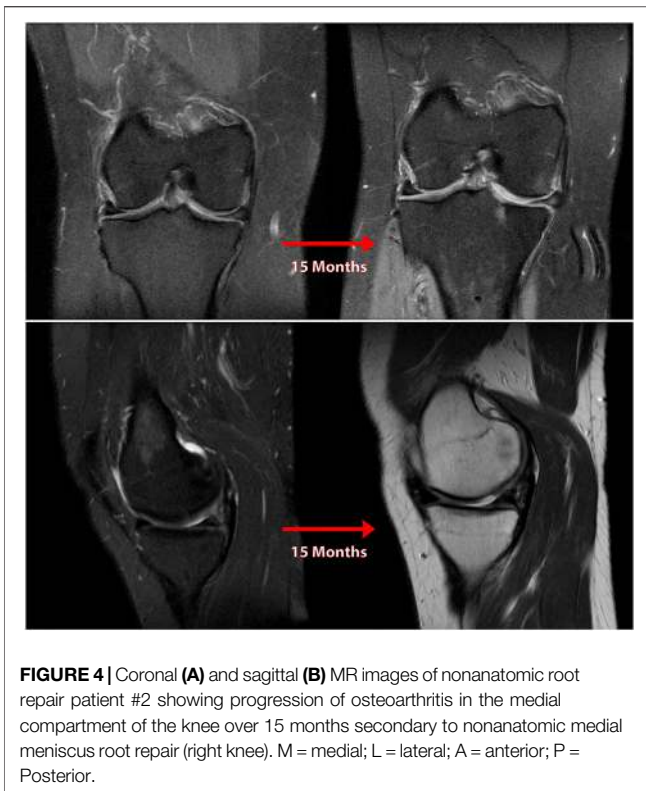 15 Months
15 Months
FIGURE 4 | Coronal (A) and sagittal (B) MR images of nonanatomic root
repair patient #2 showing progression of osteoarthritis in the medial
compartment of the knee over 15 months secondary to nonanatomic medial
meniscus root repair (right knee). M = medial; L = lateral; A = anterior; P =
Posterior.